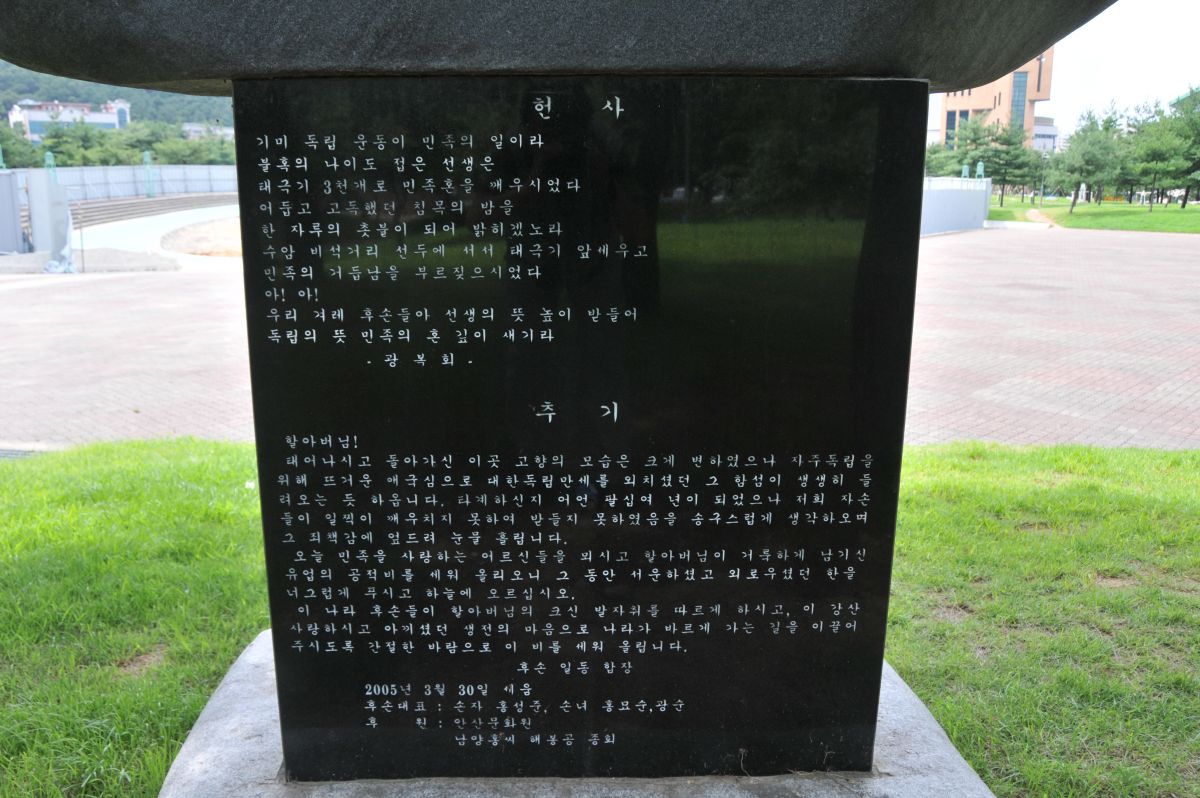 헌 사
기미 독립 운동이 민족의 일이라
불혹의 나이도 접은 선생은
태극기 3천개로 민족혼을 깨우시었다
어둡고 고독했던 침묵의 밤을
한 자루의 촛불이 되어 밝히겠노라
수암 비석거리 선두에 서서 태극기 앞세우고
민족의 거듭남을 부르짖으시었다
아! 아!
우리 겨레 후손들아 선생의 뜻 높이 받들어
독립의 뜻 민족의 혼 깊이 새기라
- 광 복 회 -
추 기
할아버님!
태어나시고 돌아가신 이곳 고향의 모습은 크게 변하였으나 자주독립을
위해 뜨거운 애국심으로 대한독립만세를 외치셨던 그 함성이 생생히 들
려오는 듯 하옵니다. 타계하신지 어언 팔십여 년이 되었으나 저희 자손
들이 일찍이 깨우치지 못하여 받들지 못하였음을 송구스럽게 생각하오며
그 죄책감에 엎드려 눈물 흘립니다.
오늘 민족을 사랑하는 어르신들을 뫼시고 할아버님이 거룩하게 남기신
유업의 공적비를 세워 올리오니 그 동안 서운하셨고 외로우셨던 한을
너그럽게 푸시고 하늘에 오르십시오.
이 나라 후손들이 할아버님의 크신 발자위를 따르게 하시고, 이 강산
사랑하시고 아끼셨던 생전의 마음으로 나라가 바르게 가는 길을 이끌어
주시도록 간절한 바람으로 이 비를 세워 올립니다.
후손 일동 합장
2005년 3월 30일 세움
후손대표 : 손자 홍성준, 손녀 홍묘순,광순
후 원 : 안산문화원
남양홍씨 해봉공 종회